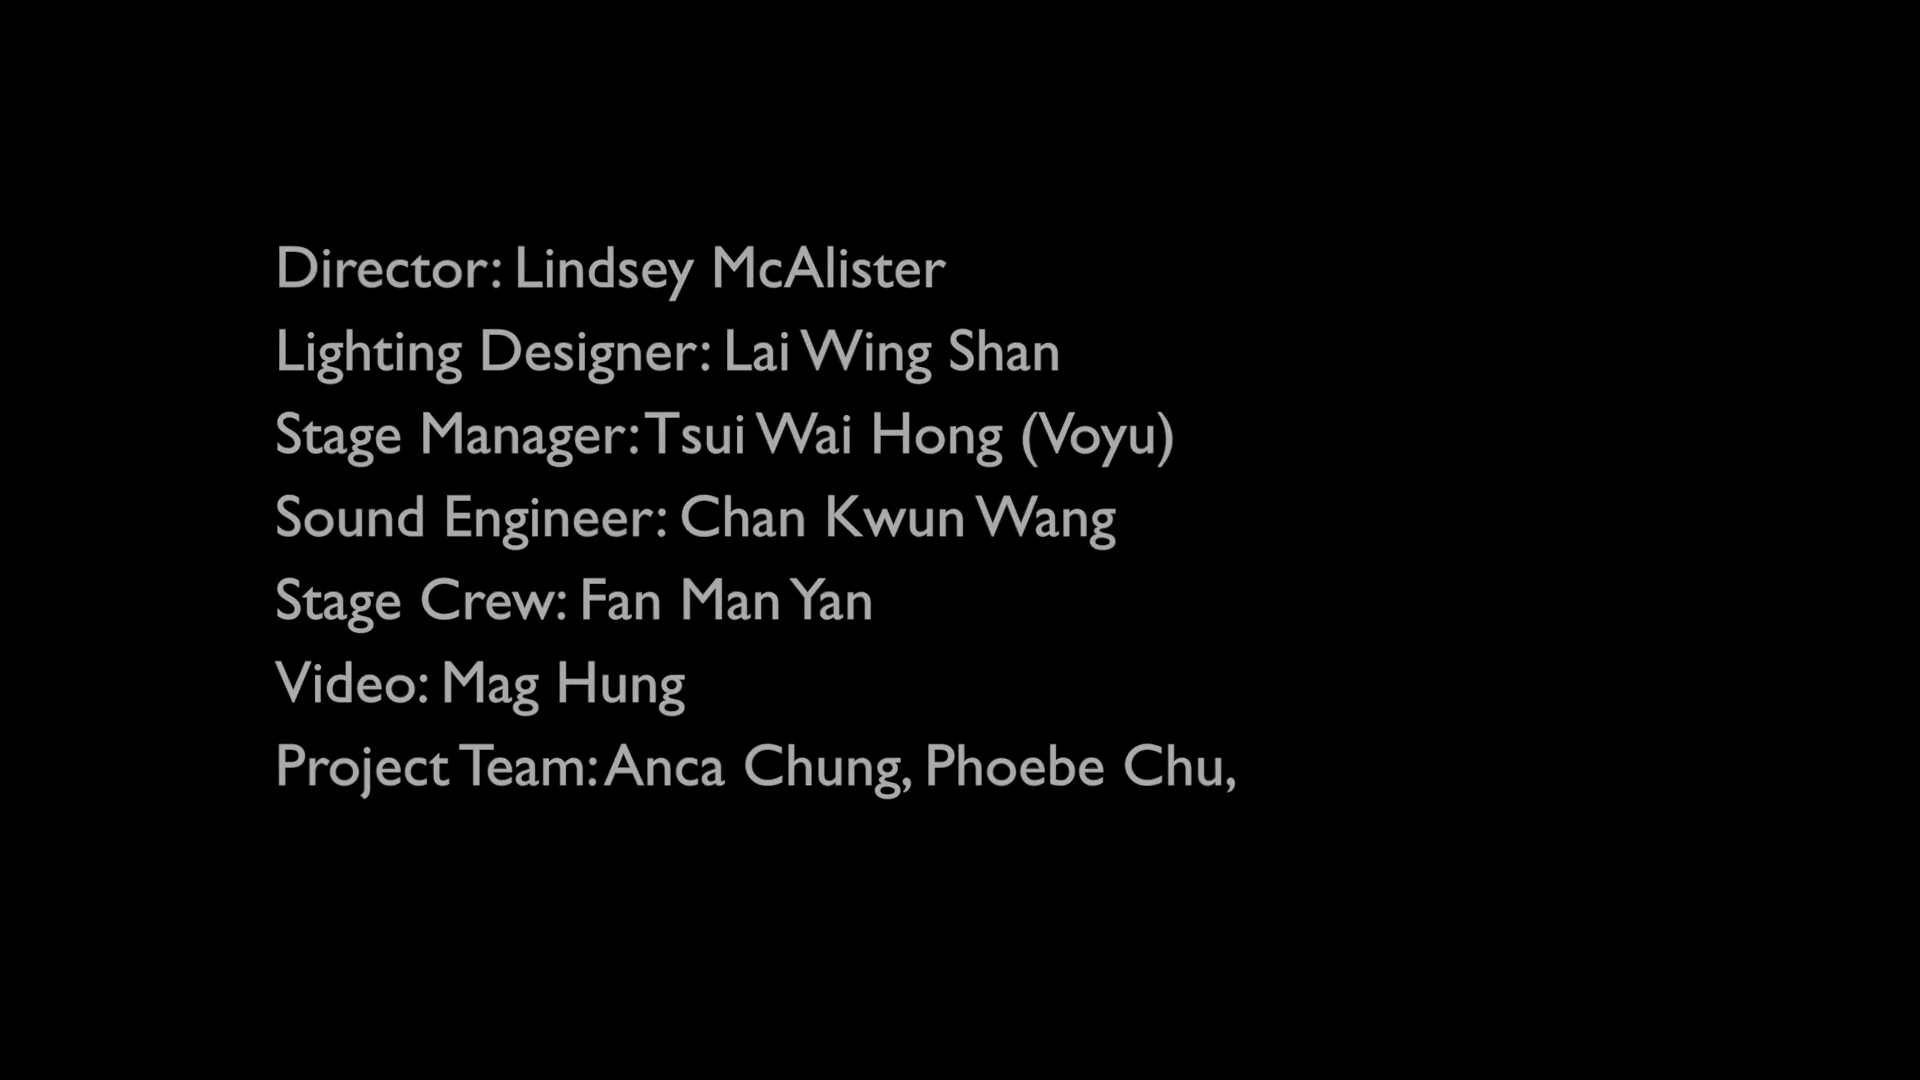 Director: Lindsey McAlister
Lighting Designer: Lai Wing Shan
Stage Manager: Tsui Wai Hong (Voyu)
Sound Engineer: Chan Kwun Wang
Stage Crew: Fan Man Yan
Video: Mag Hung
Project Team: Anca Chung, Phoebe Chu,